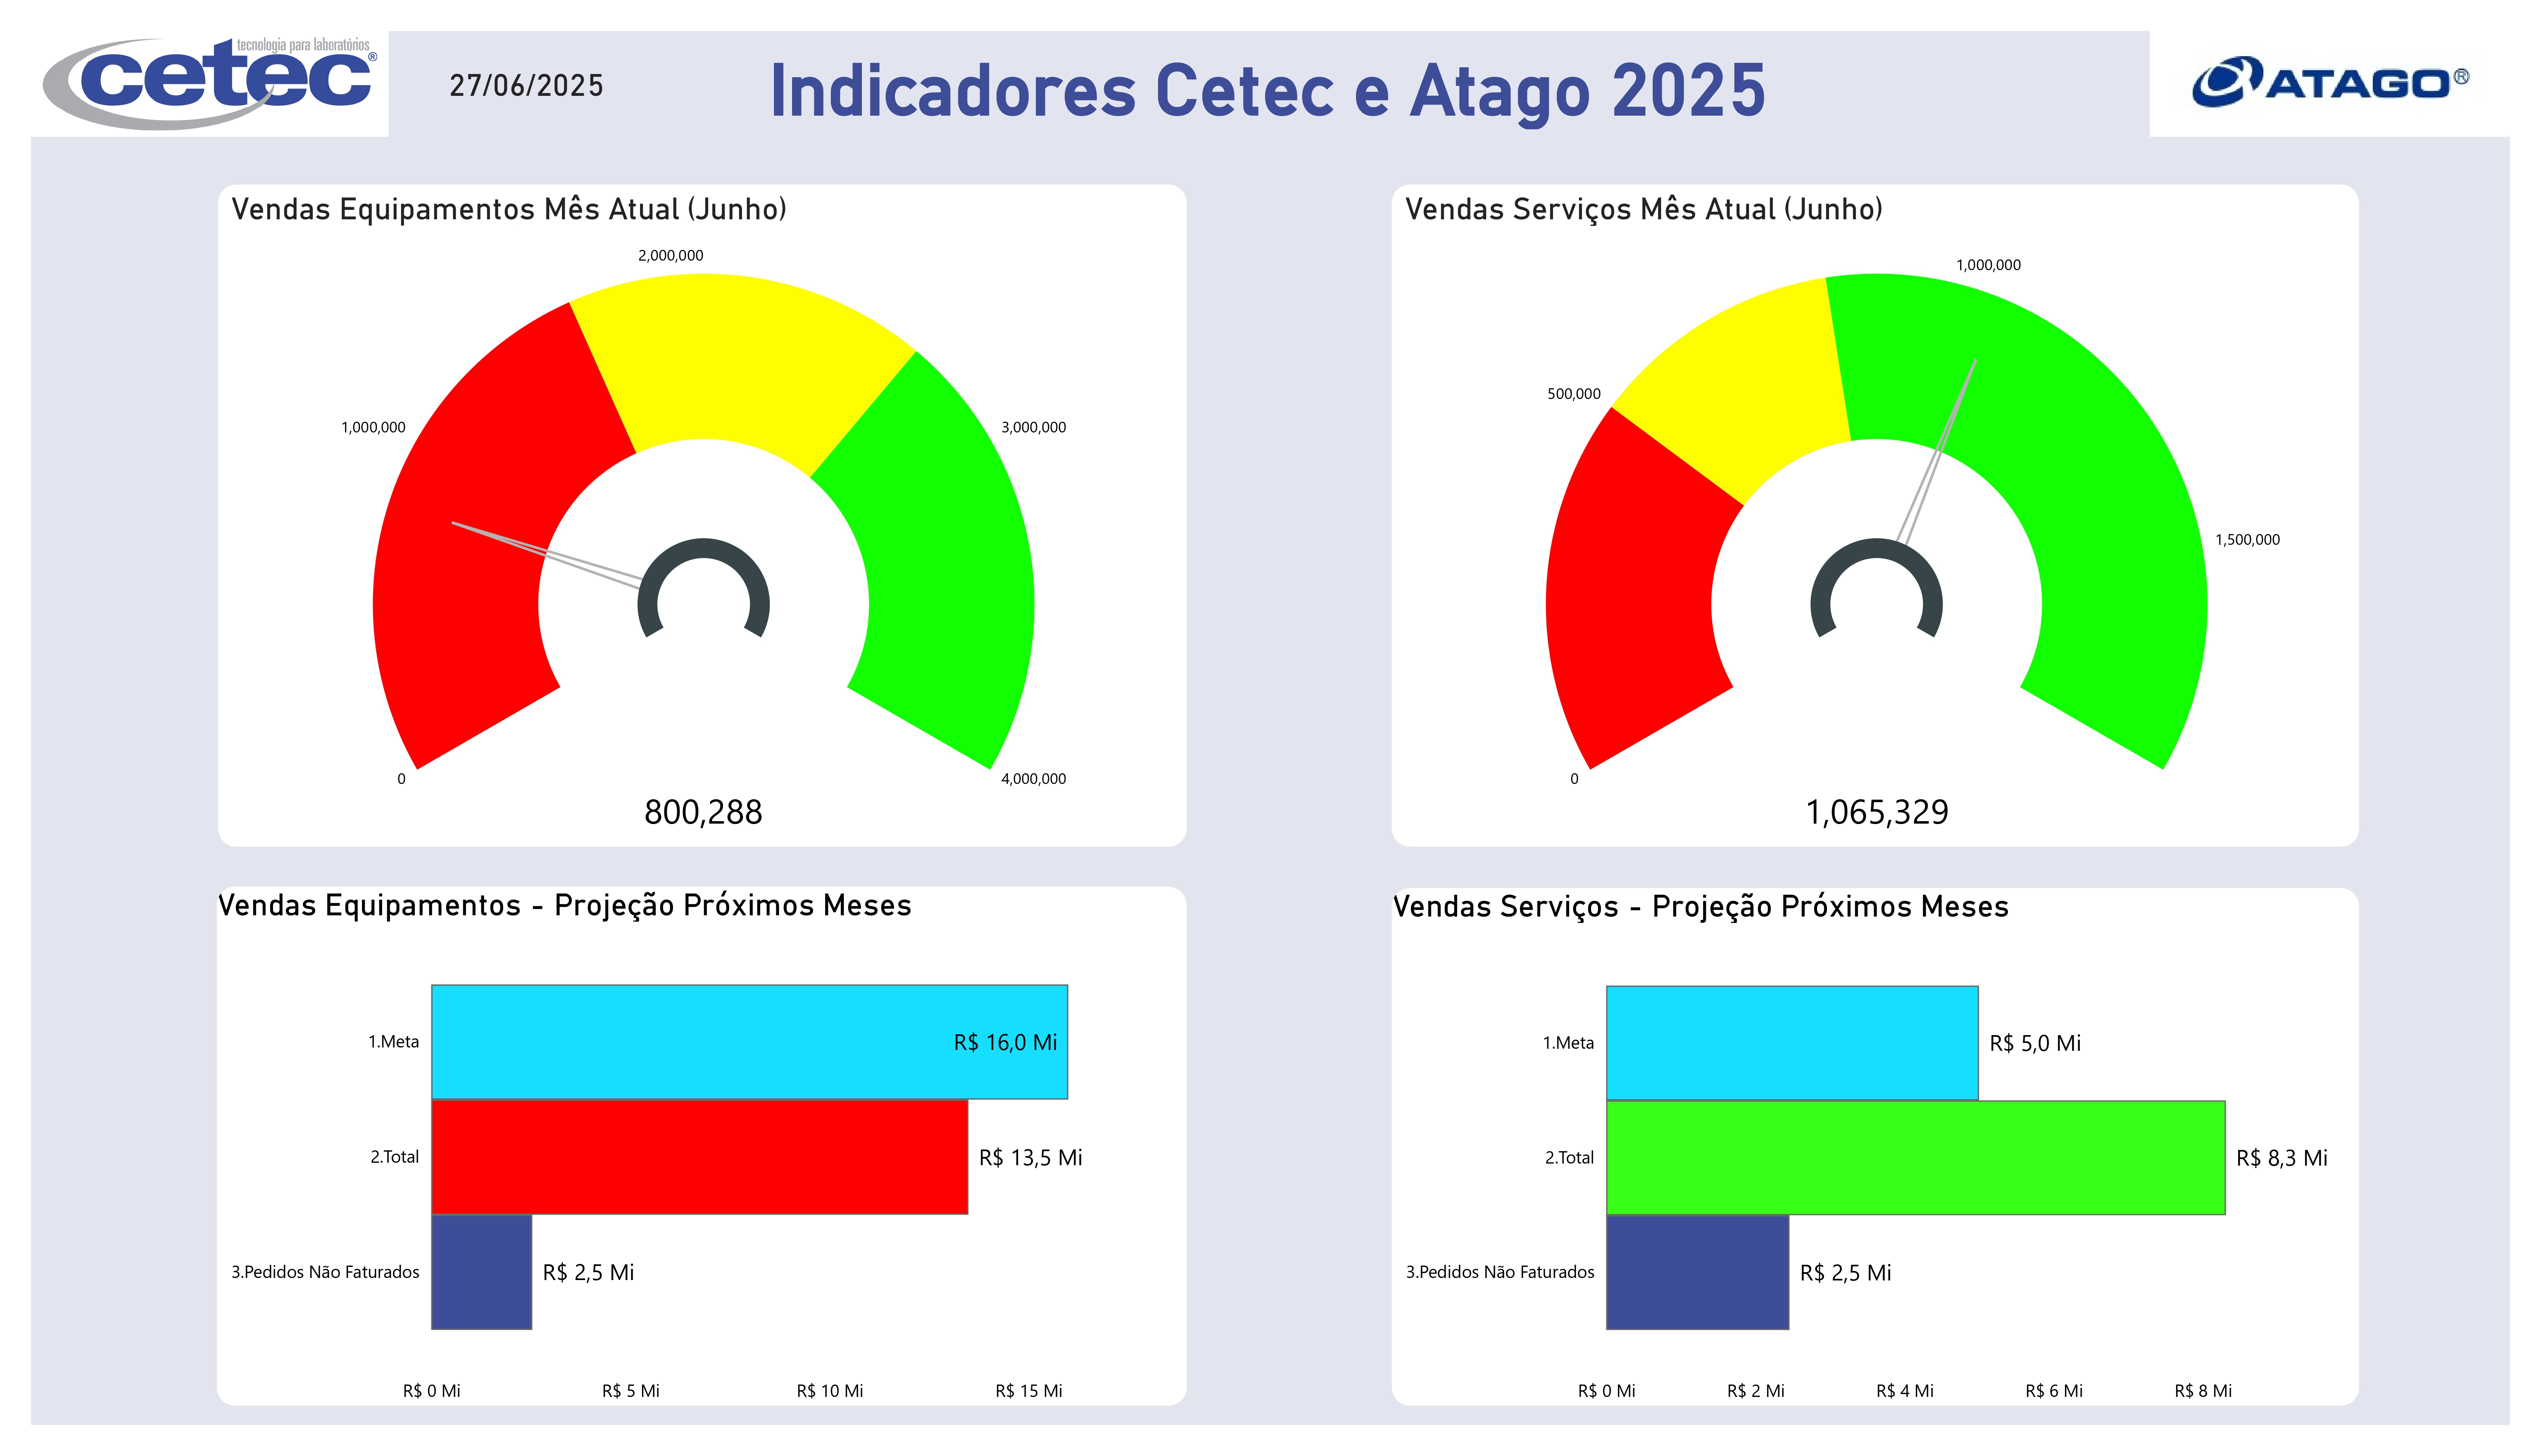 tecnologia para laboratórios
cetec®
27/06/2025
Indicadores Cetec e Atago 2025
ATAGO®
Vendas Equipamentos Mês Atual (Junho)
2,000,000
1,000,000
3,000,000
0
4,000,000
800,288
Vendas Serviços Mês Atual (Junho)
1,000,000
500,000
1,500,000
0
1,065,329
Vendas Equipamentos - Projeção Próximos Meses
1.Meta
R$ 16,0 Mi
2.Total
R$ 13,5 Mi
3.Pedidos Não Faturados
R$ 2,5 Mi
R$ 0 Mi
R$ 5 Mi
R$ 10 Mi
R$ 15 Mi
Vendas Serviços - Projeção Próximos Meses
1.Meta
R$ 5,0 Mi
2.Total
R$ 8,3 Mi
3.Pedidos Não Faturados
R$ 2,5 Mi
R$ 0 Mi
R$ 2 Mi
R$ 4 Mi
R$ 6 Mi
R$ 8 Mi